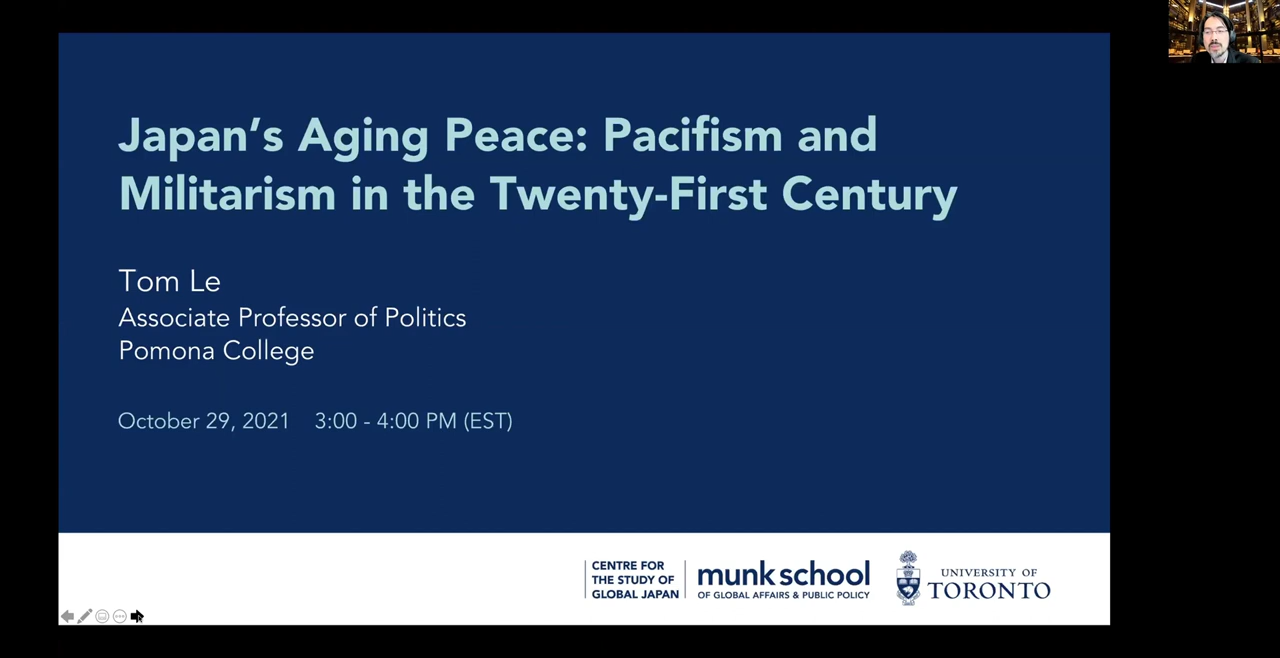 Japan’s Aging Peace: Pacifism and
Militarism in the Twenty-First Century
Tom Le
Associate Professor of Politics
Pomona College
October 29, 2021 3:00 - 4:00 PM (EST)
CENTRE FOR
THE STUDY OF
GLOBAL JAPAN
munk school
OF GLOBAL AFFAIRS & PUBLIC POLICY
UNIVERSITY OF
TORONTO